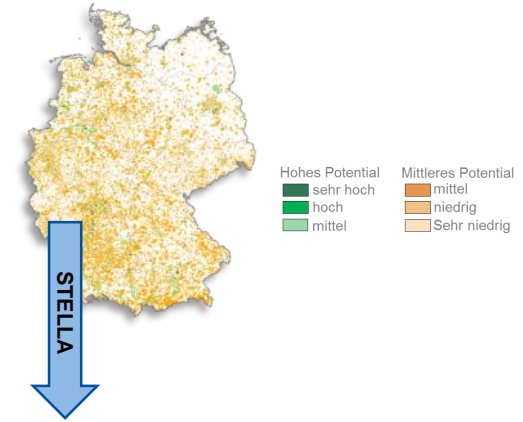 Hohes Potential
sehr hoch
hoch
mittel
Mittleres Potential
mittel
niedrig
Sehr niedrig
STELLA